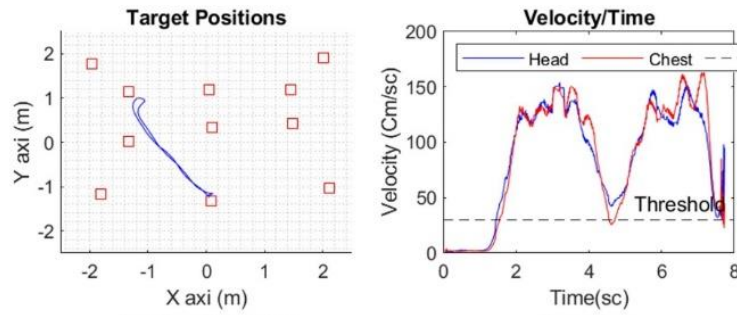 Target Positions
Y axi (m)
2
1
0
-1
-2
-2
-1
0
1
2
X axi (m)
Velocity/Time
Head
Chest
Velocity (Cm/sc)
200
150
100
50
0
Threshold
0
2
4
6
8
Time(sc)